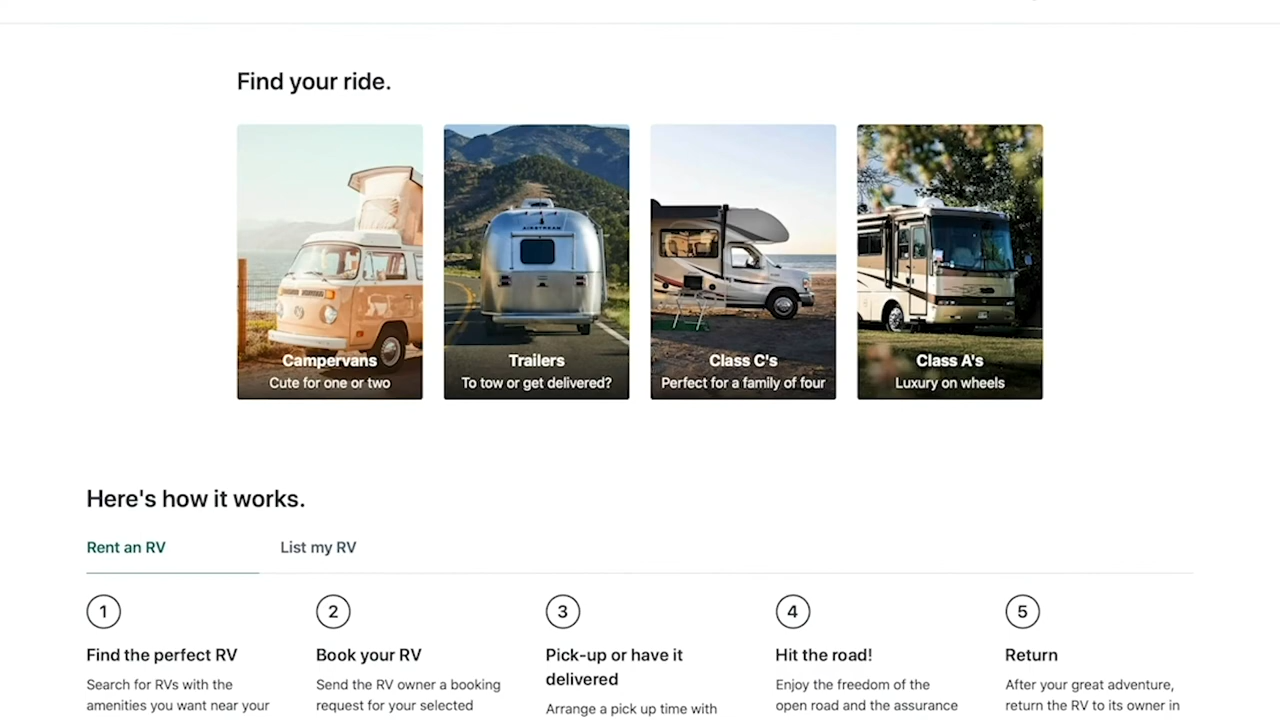 Find your ride.
AIRSTREAM
Campervans
Cute for one or two
Trailers
To tow or get delivered?
Class C's
Perfect for a family of four
Class A's
Luxury on wheels
Here's how it works.
Rent an RV
List my RV
1
Find the perfect RV
Search for RVs with the
amenities you want near your
2
Book your RV
Send the RV owner a booking
request for your selected
3
Pick-up or have it
delivered
Arrange a pick up time with
4
Hit the road!
Enjoy the freedom of the
open road and the assurance
5
Return
After your great adventure,
return the RV to its owner in